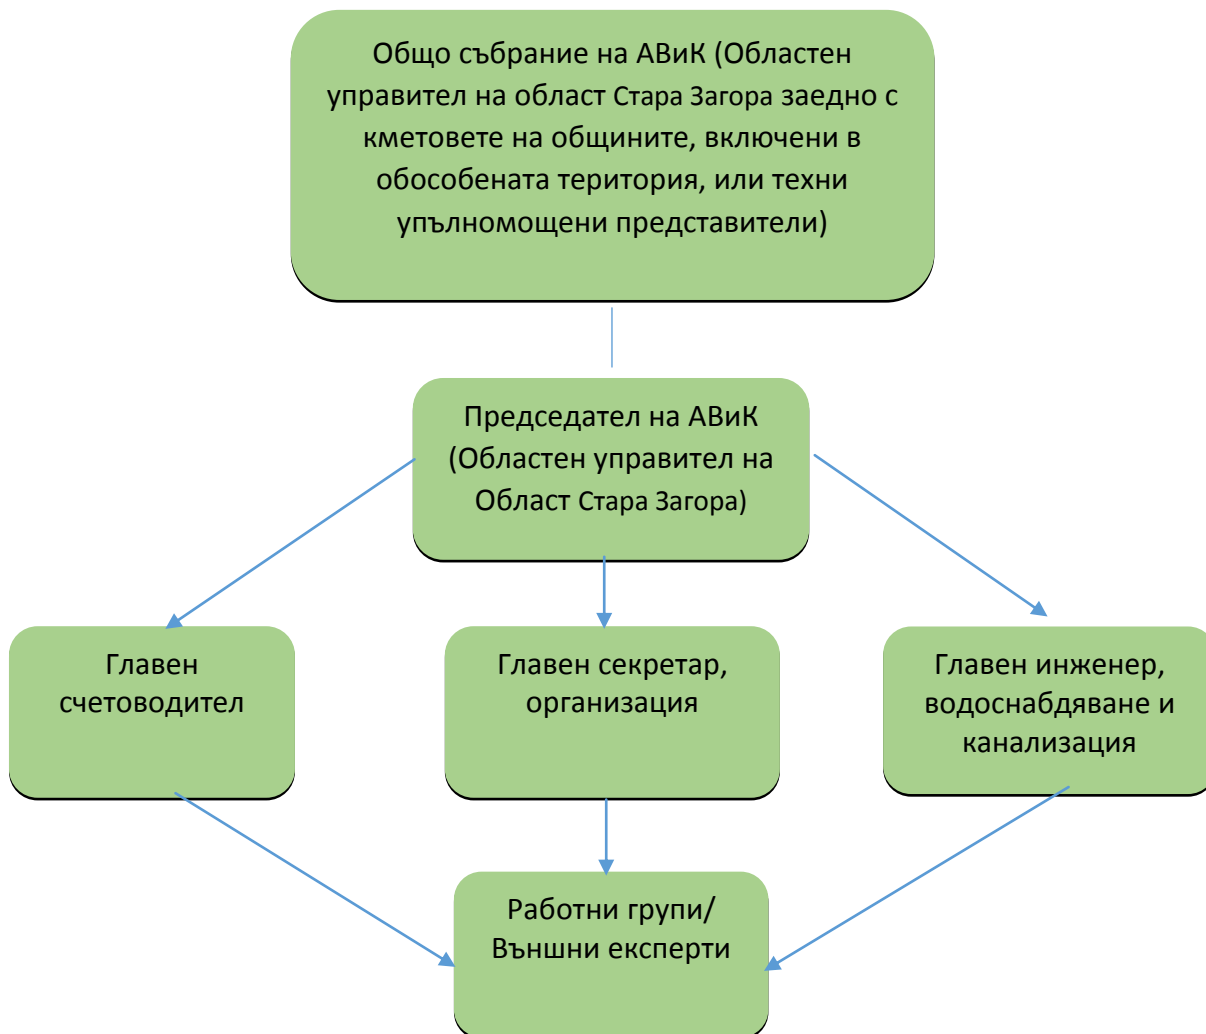 Общо събрание на АВиК (Областен
управител на област Стара Загора заедно с
кметовете на общините, включени в
обособената територия, или техни
упълномощени представители)
Председател на АВиК
(Областен управител на
Област Стара Загора)
Главен
счетоводител
Главен секретар,
организация
Главен инженер,
водоснабдяване и
канализация
Работни групи/
Външни експерти